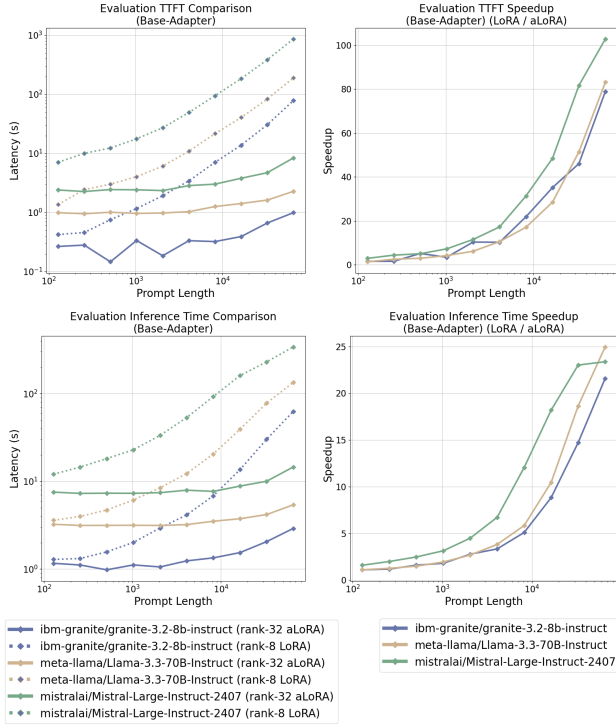 Evaluation TTFT Comparison
(Base-Adapter)
Latency (s)
10³
10²
10¹
10⁰
10⁻¹
10²
10³
10⁴
Prompt Length
Evaluation TTFT Speedup
(Base-Adapter) (LoRA / aLoRA)
Speedup
100
80
60
40
20
0
10²
10³
10⁴
Prompt Length
Evaluation Inference Time Comparison
(Base-Adapter)
Latency (s)
10²
10¹
10⁰
10²
10³
10⁴
Prompt Length
Evaluation Inference Time Speedup
(Base-Adapter) (LoRA / aLoRA)
Speedup
25
20
15
10
5
0
10²
10³
10⁴
Prompt Length
ibm-granite/granite-3.2-8b-instruct (rank-32 aLoRA)
ibm-granite/granite-3.2-8b-instruct (rank-8 LoRA)
meta-llama/Llama-3.3-70B-Instruct (rank-32 aLoRA)
meta-llama/Llama-3.3-70B-Instruct (rank-8 LoRA)
mistralai/Mistral-Large-Instruct-2407 (rank-32 aLoRA)
mistralai/Mistral-Large-Instruct-2407 (rank-8 LoRA)
ibm-granite/granite-3.2-8b-instruct
meta-llama/Llama-3.3-70B-Instruct
mistralai/Mistral-Large-Instruct-2407